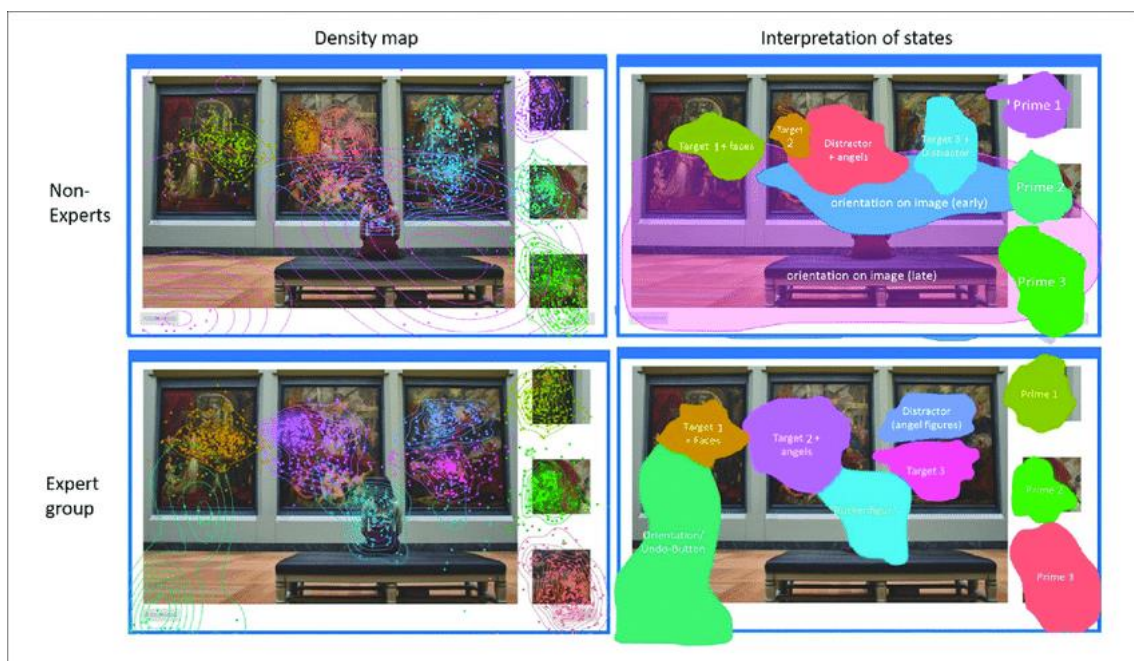 Density map
Interpretation of states
Non-
Experts
Target 1 + faces
Target
2
Distractor
+ angels
Target 3 +
Distractor
Prime 1
Prime 2
orientation on image (early)
orientation on image (late)
Prime 3
Expert
group
Target 1
+ faces
Target 2 +
angels
Distractor
(angel figures)
Target 3
Rückenfigur
Orientation/
Undo-Button
Prime 1
Prime 2
Prime 3